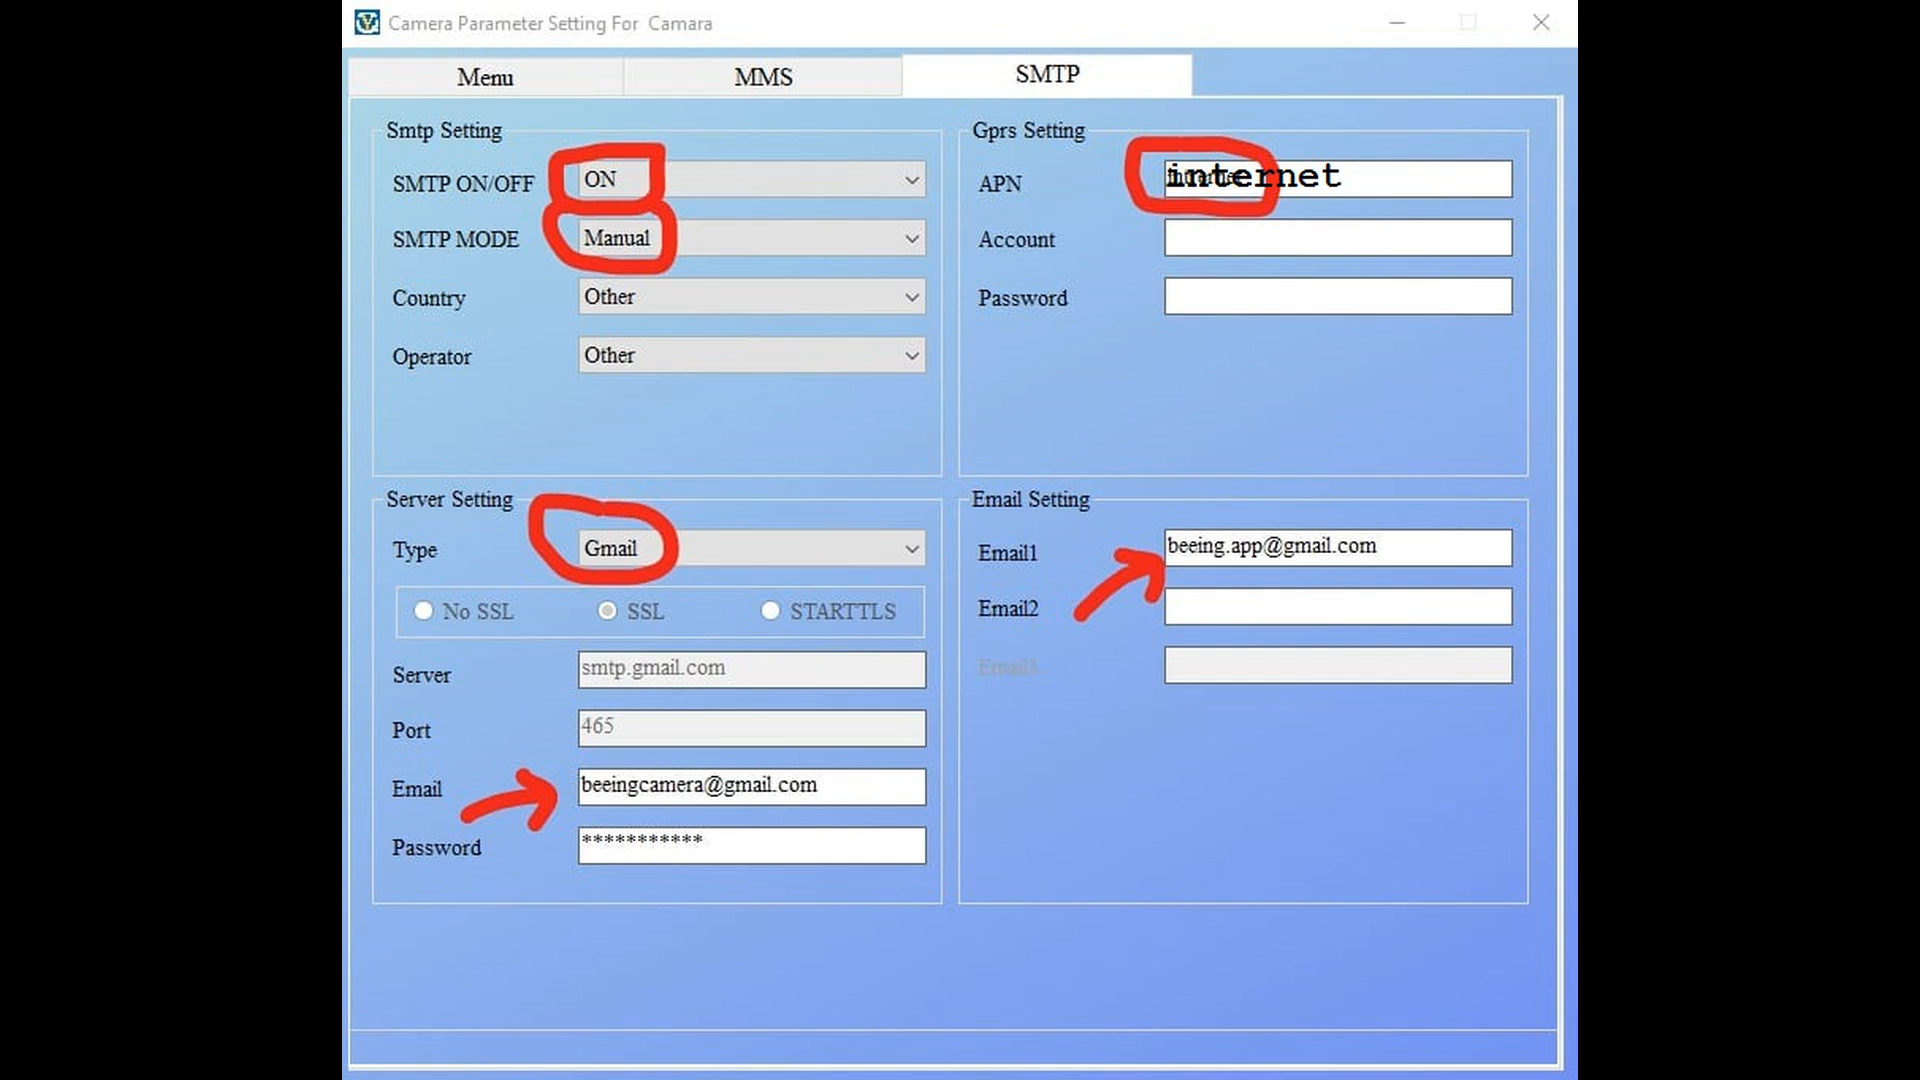 Camera Parameter Setting For Camara
Menu
MMS
SMTP
Smtp Setting
SMTP ON/OFF
ON
SMTP MODE
Manual
Country
Other
Operator
Other
Gprs Setting
APN
internet
Account
Password
Server Setting
Type
Gmail
No SSL
SSL
STARTTLS
Server
smtp.gmail.com
Port
465
Email
beeingcamera@gmail.com
Password
***********
Email Setting
Email1
beeing.app@gmail.com
Email2
Email3